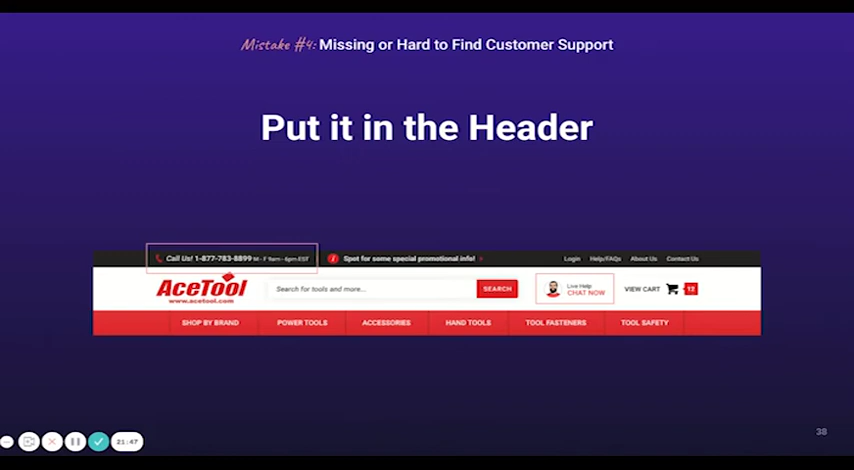 Mistake #4: Missing or Hard to Find Customer Support
Put it in the Header
Call Us! 1-877-783-8899 M - F 9am - 6pm EST
Spot for some special promotional info!
Login Help/FAQs About Us Contact Us
AceTool
www.acetool.com
Search for tools and more...
SEARCH
Live Help
CHAT NOW
VIEW CART 12
SHOP BY BRAND POWER TOOLS ACCESSORIES HAND TOOLS TOOL FASTENERS TOOL SAFETY
21:47
38